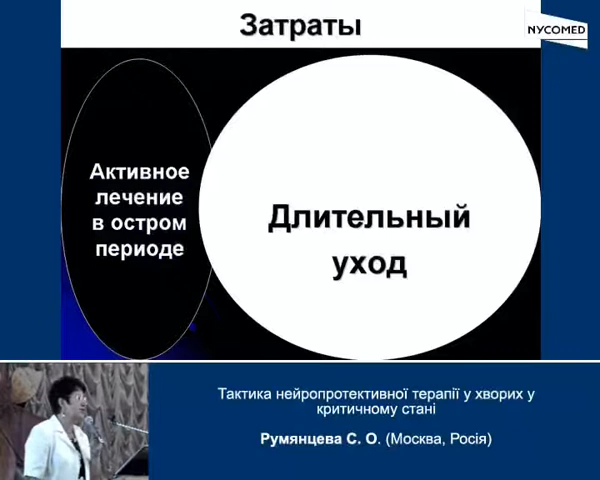 Затраты
NYCOMED
Активное
лечение
в остром
периоде
Длительный
уход
Тактика нейропротективної терапії у хворих у
критичному стані
Румянцева С. О. (Москва, Росія)